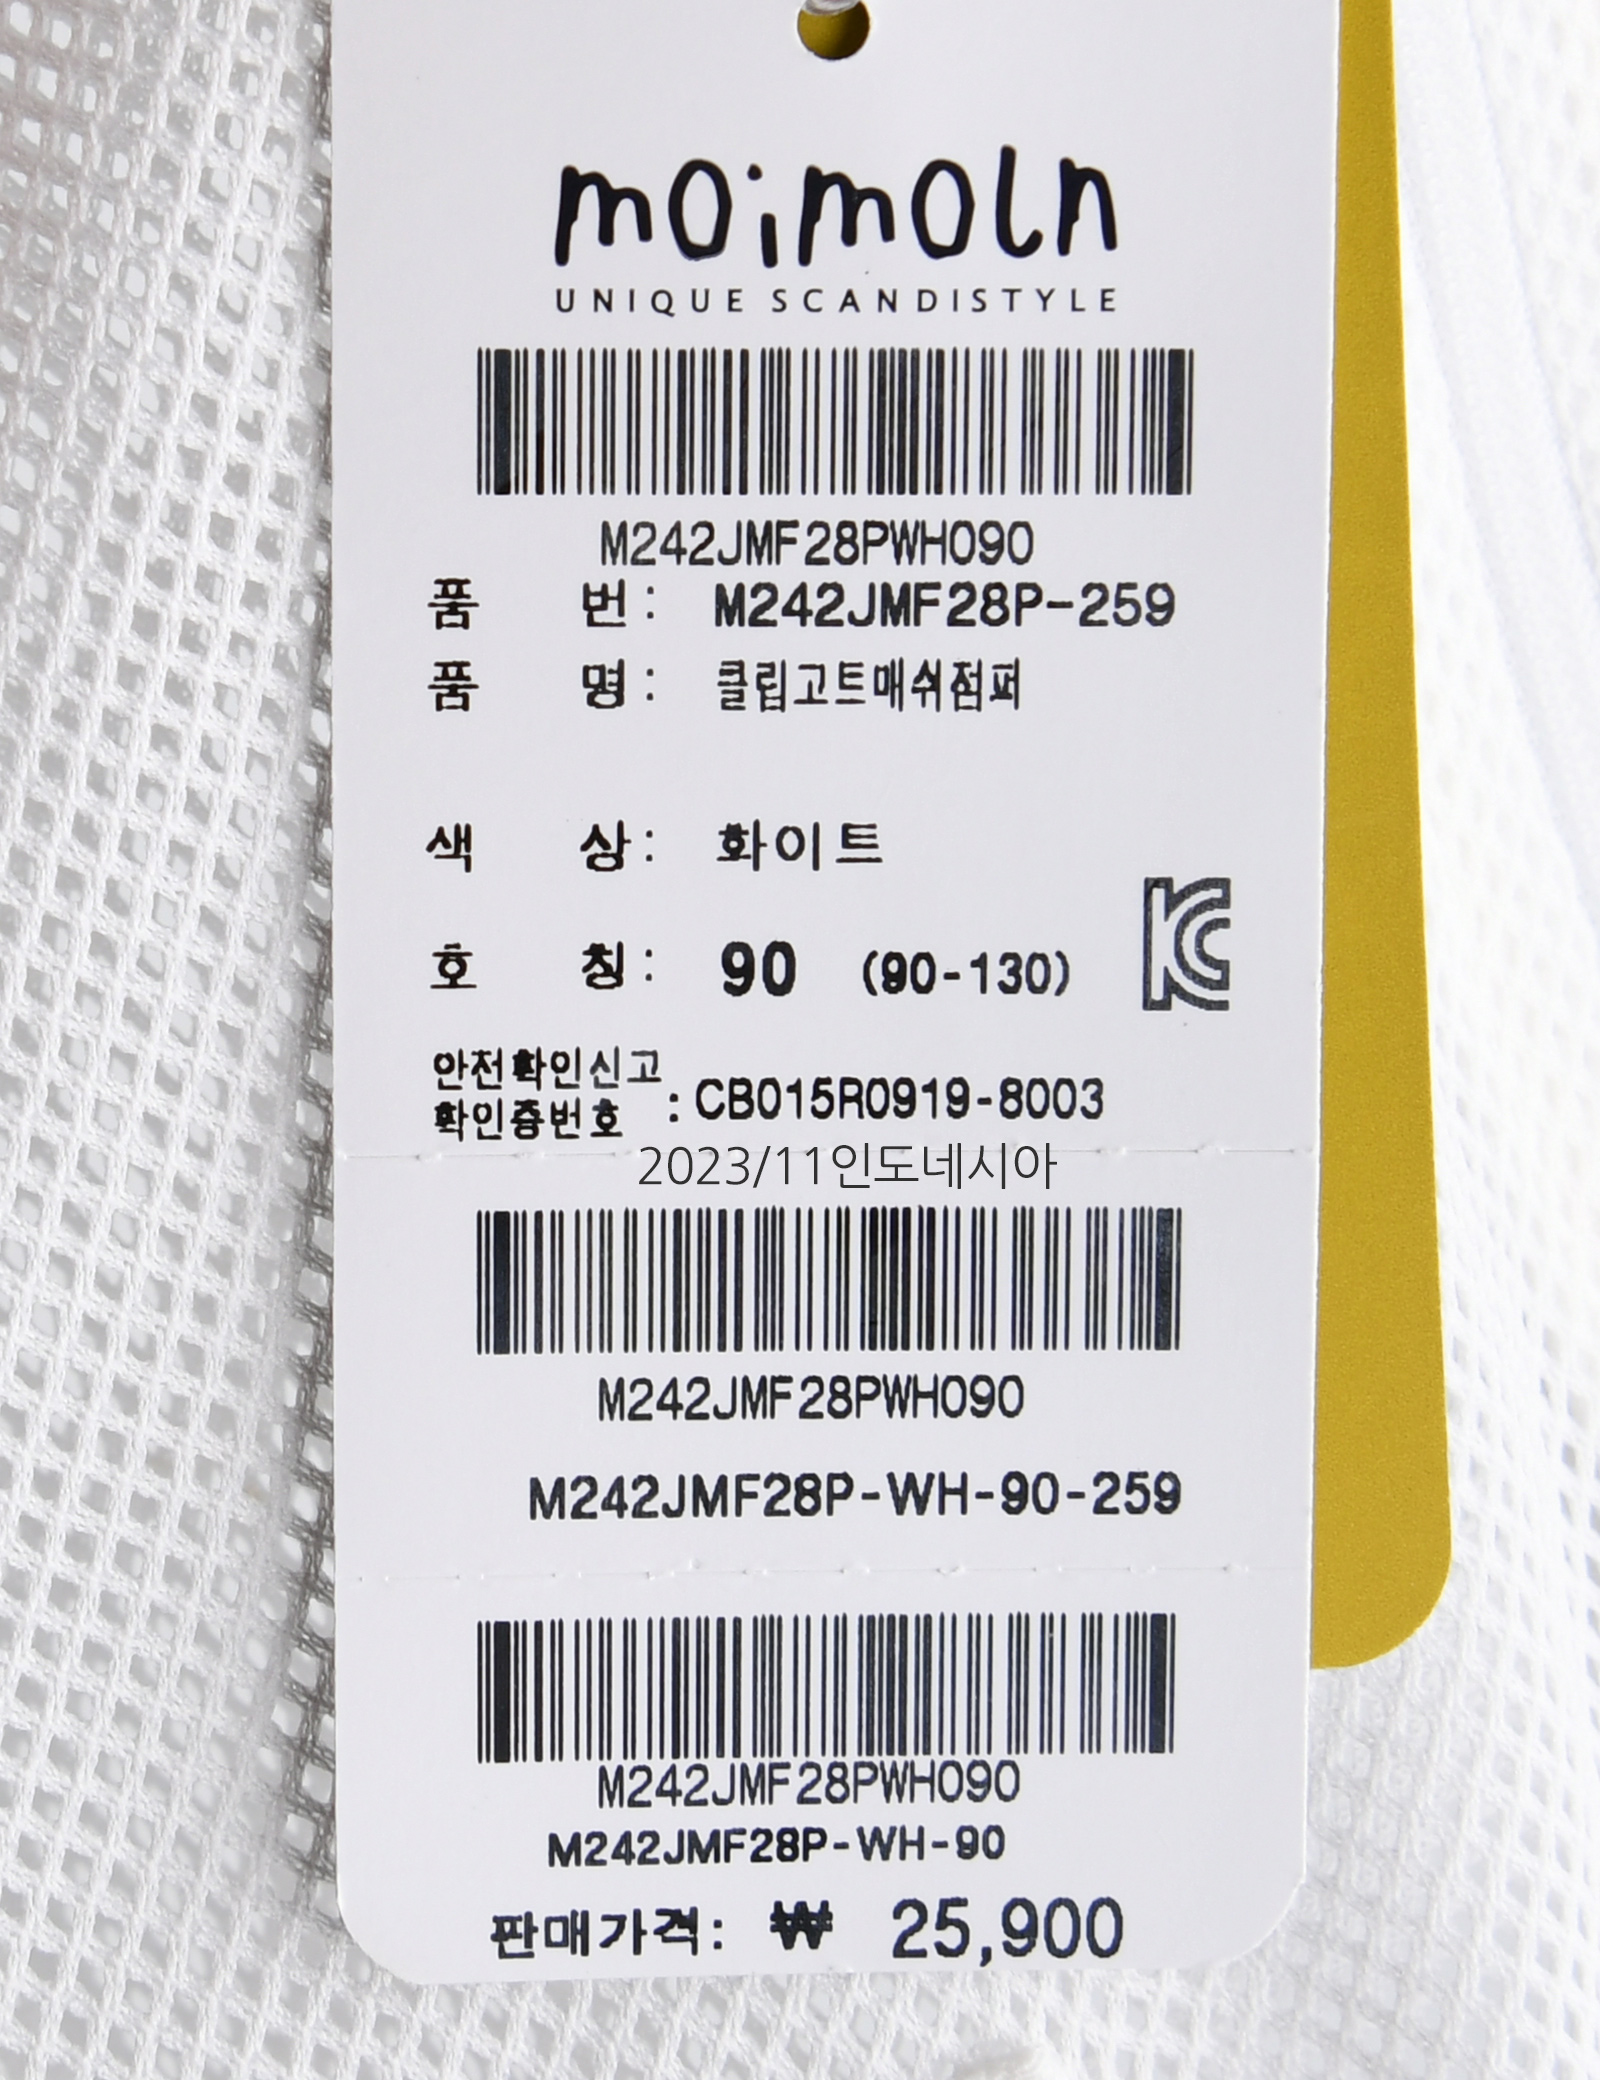 moimoln
UNIQUE SCANDISTYLE
M242JMF28PWH090
품 번: M242JMF28P-259
품 명: 클립고트매쉬점퍼
색 상: 화이트
호 칭: 90 (90-130)
KC
안전확인신고
확인증번호 : CB015R0919-8003
2023/11인도네시아
M242JMF28PWH090
M242JMF28P-WH-90-259
M242JMF28PWH090
M242JMF28P-WH-90
판매가격: ₩ 25,900